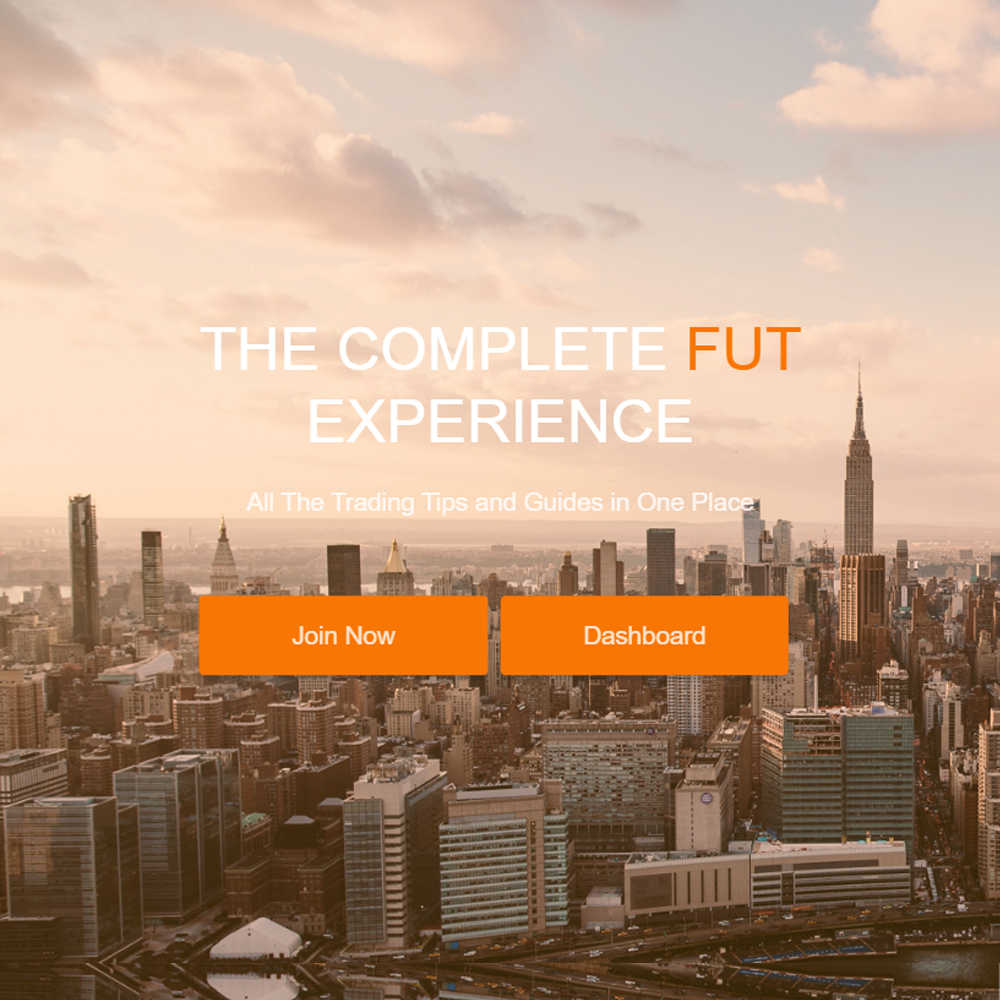 THE COMPLETE FUT
EXPERIENCE
All The Trading Tips and Guides in One Place
Join Now
Dashboard